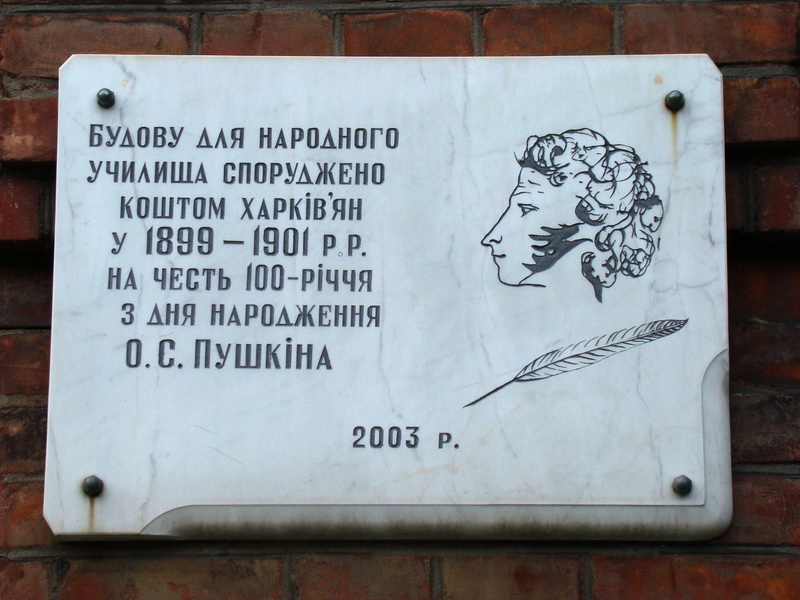 Будову для народного
училища споруджено
коштом харків'ян
у 1899 – 1901 р.р.
на честь 100-річчя
з дня народження
О.С. Пушкіна
2003 р.